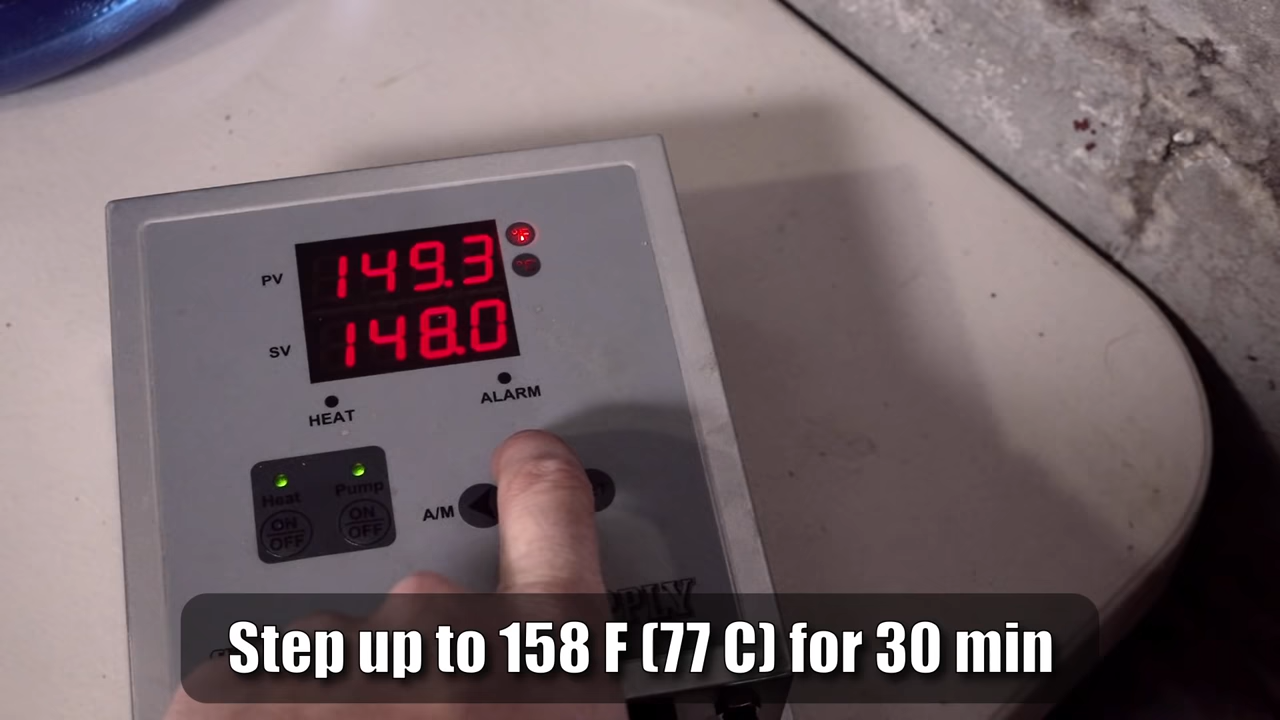 PV 149.3 °F
SV 148.0 °F
HEAT ALARM
Heat Pump
ON OFF ON OFF
A/M
Step up to 158 F (77 C) for 30 min